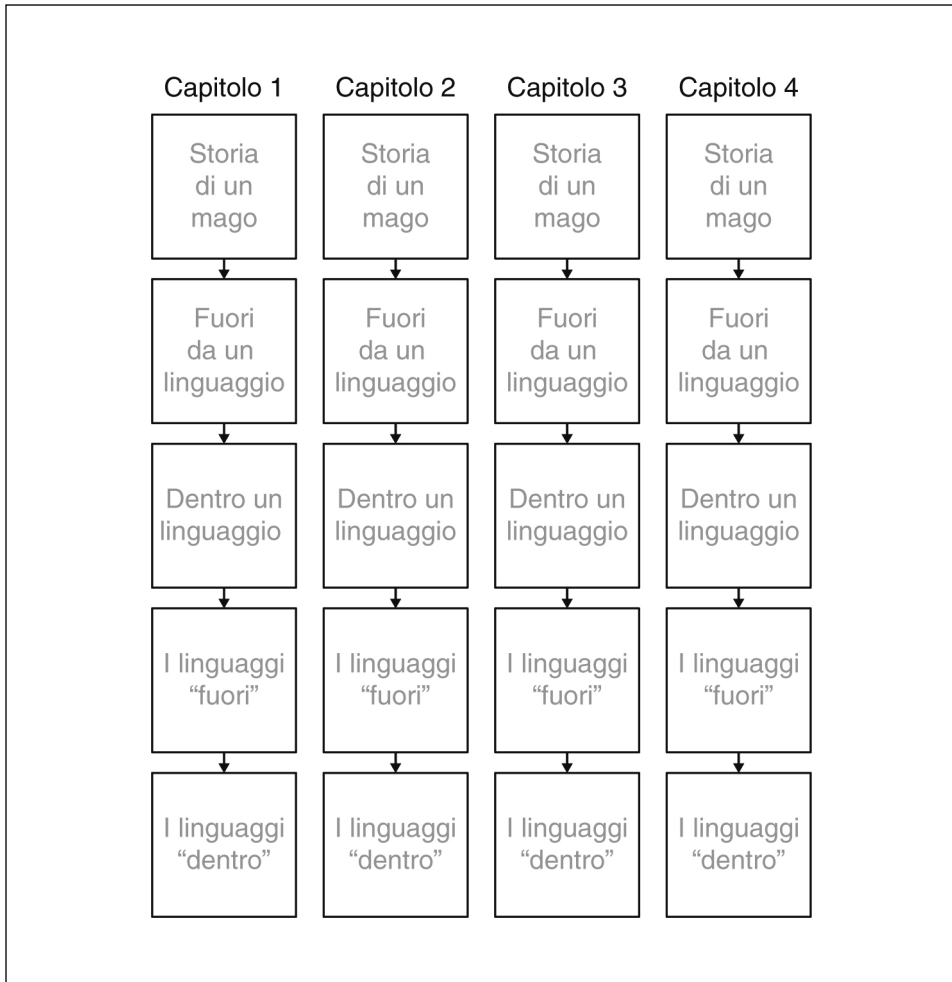 Capitolo 1
Capitolo 2
Capitolo 3
Capitolo 4
Storia
di un
mago
Storia
di un
mago
Storia
di un
mago
Storia
di un
mago
Fuori
da un
linguaggio
Fuori
da un
linguaggio
Fuori
da un
linguaggio
Fuori
da un
linguaggio
Dentro un
linguaggio
Dentro un
linguaggio
Dentro un
linguaggio
Dentro un
linguaggio
I linguaggi
“fuori”
I linguaggi
“fuori”
I linguaggi
“fuori”
I linguaggi
“fuori”
I linguaggi
“dentro”
I linguaggi
“dentro”
I linguaggi
“dentro”
I linguaggi
“dentro”